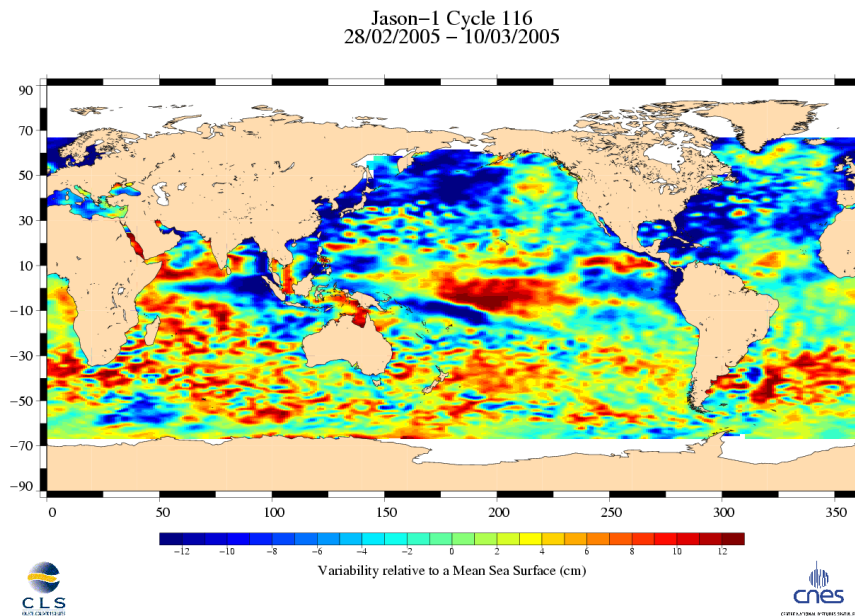 Jason-1 Cycle 116
28/02/2005 - 10/03/2005
90
70
50
30
10
-10
-30
-50
-70
-90
0 50 100 150 200 250 300 350
-12 -10 -8 -6 -4 -2 0 2 4 6 8 10 12
Variability relative to a Mean Sea Surface (cm)
CLS
cnes